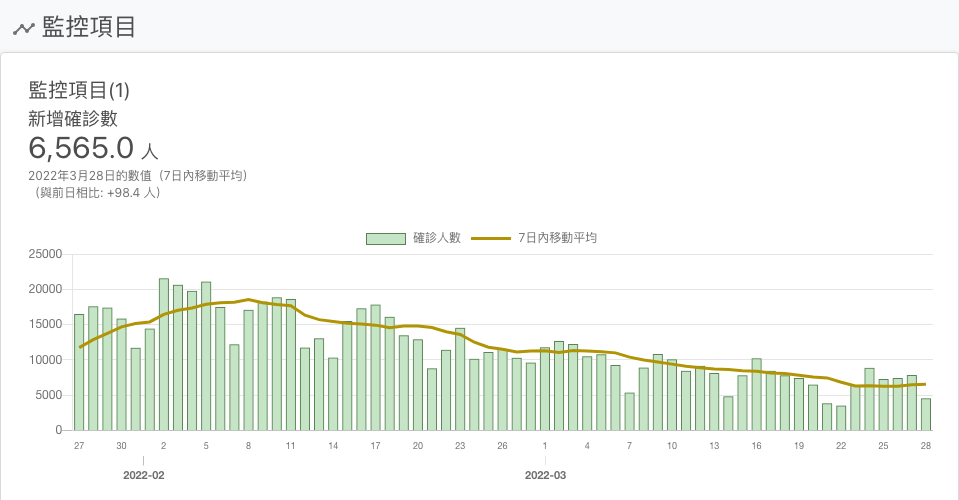 監控項目
監控項目(1)
新增確診數
6,565.0 人
2022年3月28日的數值（7日內移動平均）
（與前日相比: +98.4 人）
確診人數 7日內移動平均
25000
20000
15000
10000
5000
0
27 30 2 5 8 11 14 17 20 23 26 1 4 7 10 13 16 19 22 25 28
2022-02 2022-03